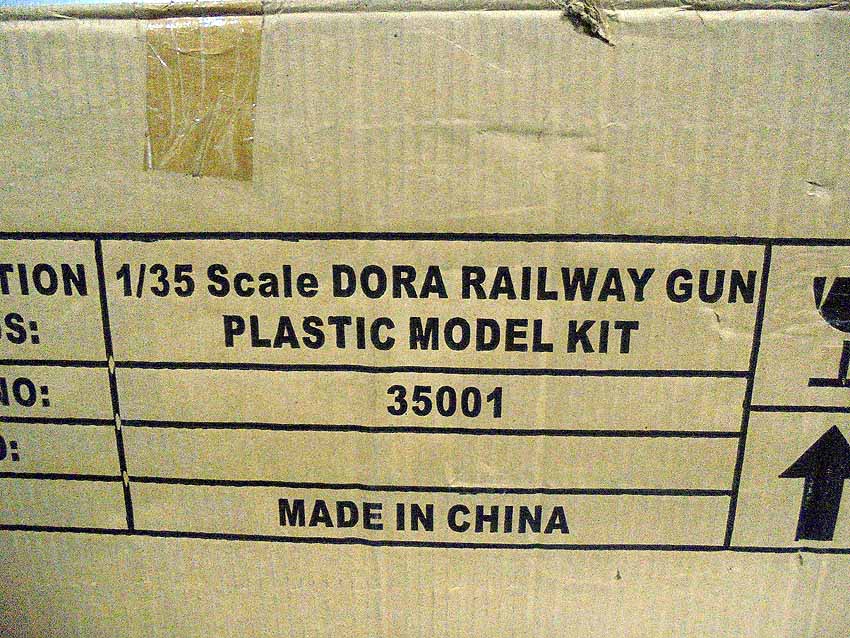 TION
1/35 Scale DORA RAILWAY GUN
S:
PLASTIC MODEL KIT
NO:
35001
MADE IN CHINA